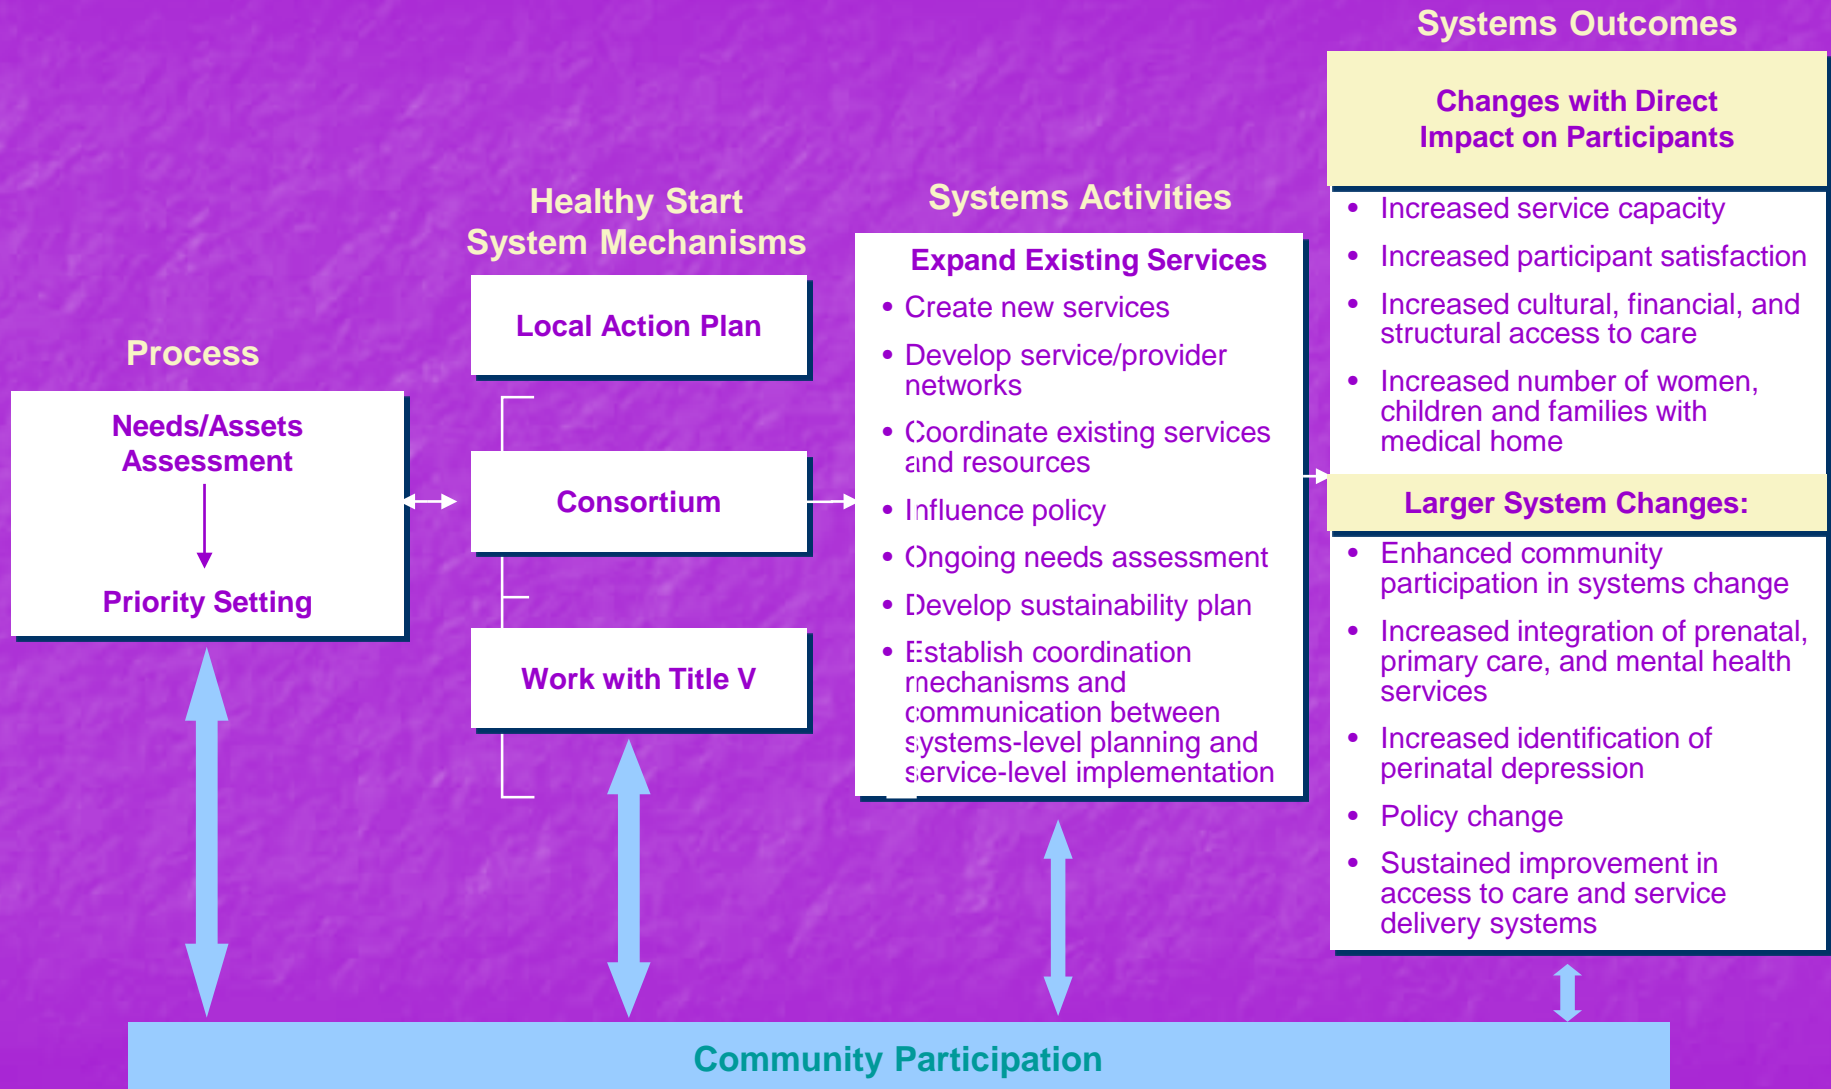 Process
Needs/Assets
Assessment
Priority Setting
Healthy Start
System Mechanisms
Local Action Plan
Consortium
Work with Title V
Systems Activities
Expand Existing Services
• Create new services
• Develop service/provider
networks
• Coordinate existing services
and resources
• Influence policy
• Ongoing needs assessment
• Develop sustainability plan
• Establish coordination
mechanisms and
communication between
systems-level planning and
service-level implementation
Systems Outcomes
Changes with Direct
Impact on Participants
• Increased service capacity
• Increased participant satisfaction
• Increased cultural, financial, and
structural access to care
• Increased number of women,
children and families with
medical home
Larger System Changes:
• Enhanced community
participation in systems change
• Increased integration of prenatal,
primary care, and mental health
services
• Increased identification of
perinatal depression
• Policy change
• Sustained improvement in
access to care and service
delivery systems
Community Participation